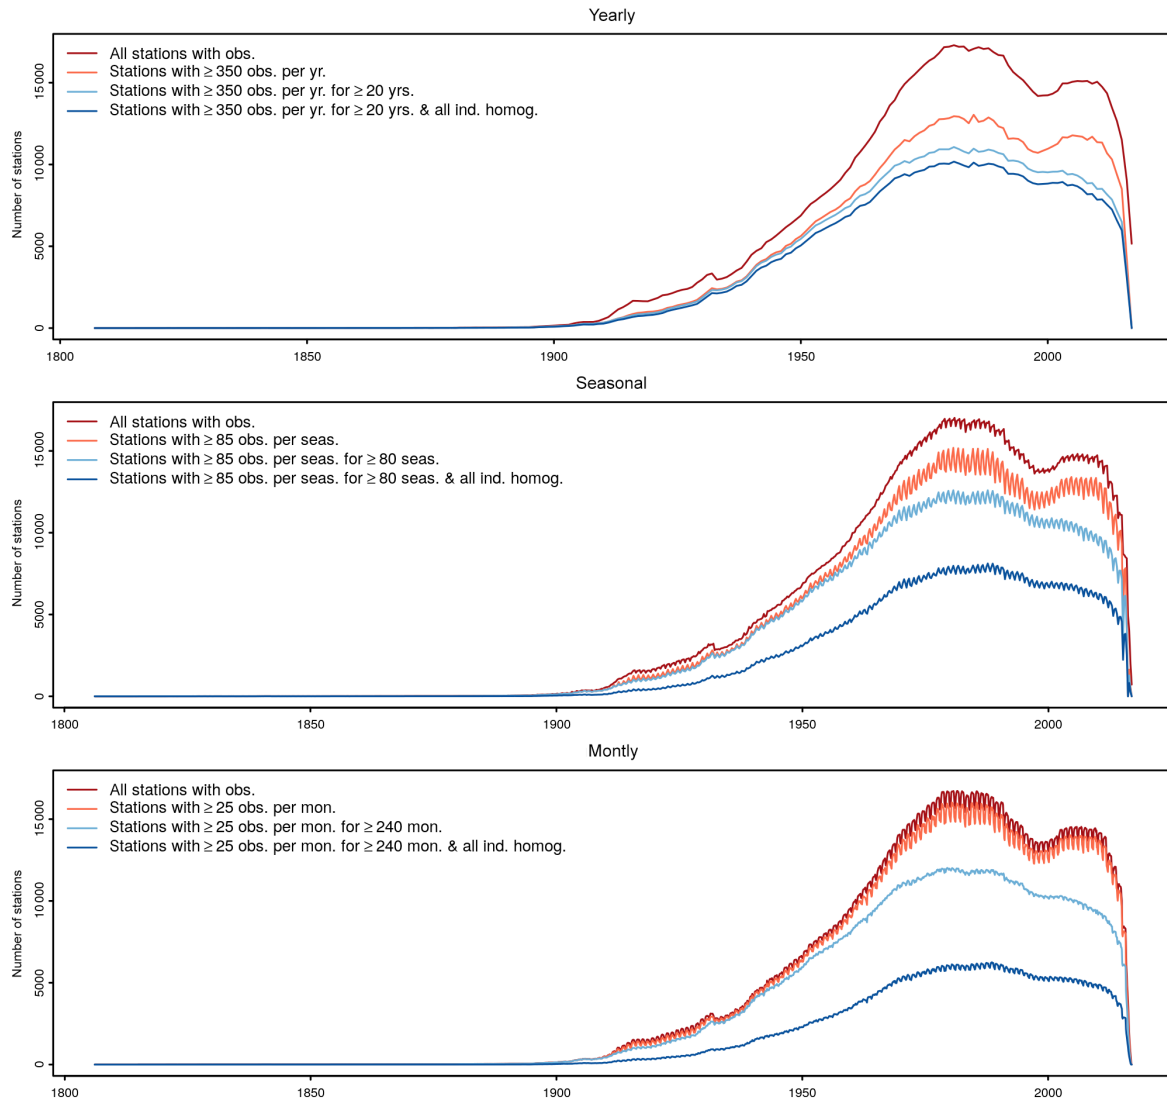 Yearly
All stations with obs.
Stations with ≥ 350 obs. per yr.
Stations with ≥ 350 obs. per yr. for ≥ 20 yrs.
Stations with ≥ 350 obs. per yr. for ≥ 20 yrs. & all ind. homog.
Number of stations
0
5000
10000
15000
1800
1850
1900
1950
2000
Seasonal
All stations with obs.
Stations with ≥ 85 obs. per seas.
Stations with ≥ 85 obs. per seas. for ≥ 80 seas.
Stations with ≥ 85 obs. per seas. for ≥ 80 seas. & all ind. homog.
Number of stations
0
5000
10000
15000
1800
1850
1900
1950
2000
Montly
All stations with obs.
Stations with ≥ 25 obs. per mon.
Stations with ≥ 25 obs. per mon. for ≥ 240 mon.
Stations with ≥ 25 obs. per mon. for ≥ 240 mon. & all ind. homog.
Number of stations
0
5000
10000
15000
1800
1850
1900
1950
2000